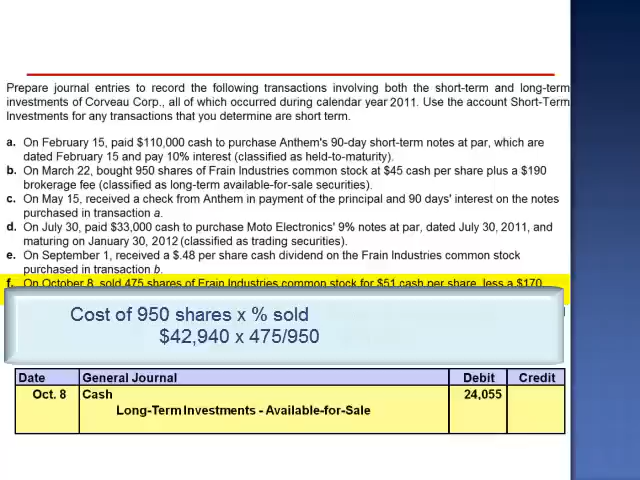 Prepare journal entries to record the following transactions involving both the short-term and long-term
investments of Corveau Corp., all of which occurred during calendar year 2011. Use the account Short-Term
Investments for any transactions that you determine are short term.
a. On February 15, paid $110,000 cash to purchase Anthem's 90-day short-term notes at par, which are
dated February 15 and pay 10% interest (classified as held-to-maturity).
b. On March 22, bought 950 shares of Frain Industries common stock at $45 cash per share plus a $190
brokerage fee (classified as long-term available-for-sale securities).
c. On May 15, received a check from Anthem in payment of the principal and 90 days' interest on the notes
purchased in transaction a.
d. On July 30, paid $33,000 cash to purchase Moto Electronics' 9% notes at par, dated July 30, 2011, and
maturing on January 30, 2012 (classified as trading securities).
e. On September 1, received a $.48 per share cash dividend on the Frain Industries common stock
purchased in transaction b.
f. On October 8, sold 475 shares of Frain Industries common stock for $51 cash per share, less a $170
Cost of 950 shares x % sold
$42,940 x 475/950
Date General Journal Debit Credit
Oct. 8 Cash 24,055
Long-Term Investments - Available-for-Sale